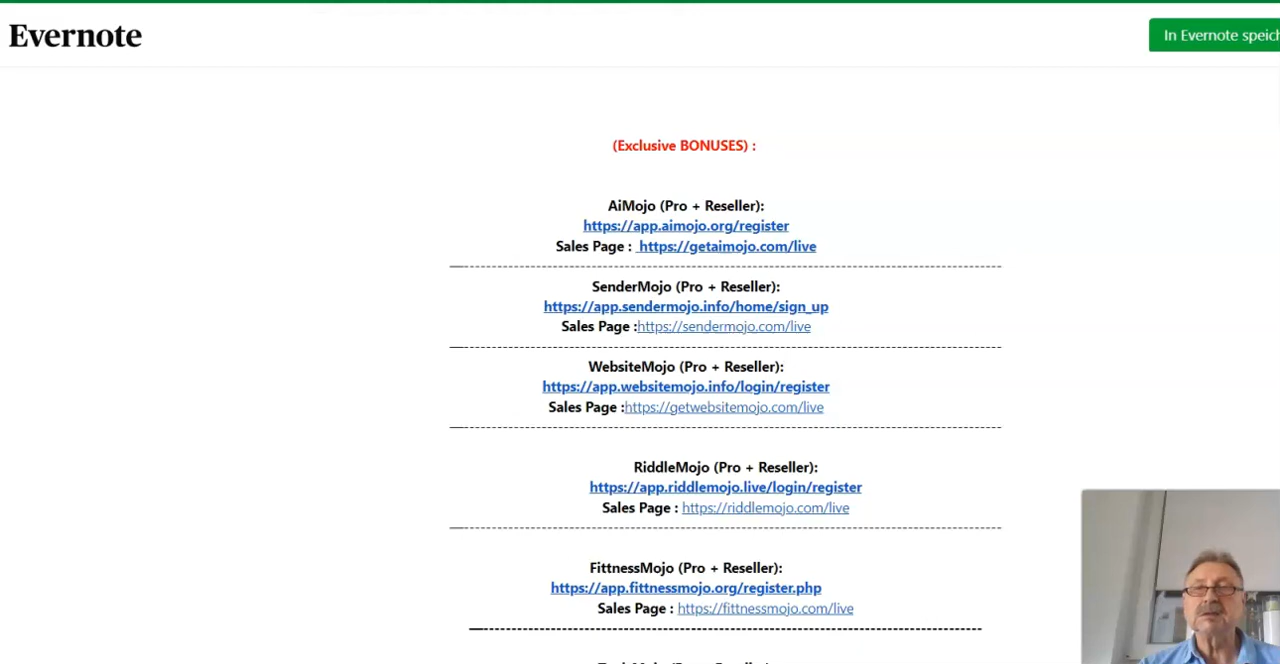 Evernote
In Evernote speich
(Exclusive BONUSES) :
AiMojo (Pro + Reseller):
https://app.aimojo.org/register
Sales Page : https://getaimojo.com/live
SenderMojo (Pro + Reseller):
https://app.sendermojo.info/home/sign_up
Sales Page :https://sendermojo.com/live
WebsiteMojo (Pro + Reseller):
https://app.websitemojo.info/login/register
Sales Page :https://getwebsitemojo.com/live
RiddleMojo (Pro + Reseller):
https://app.riddlemojo.live/login/register
Sales Page : https://riddlemojo.com/live
FittnessMojo (Pro + Reseller):
https://app.fittnessmojo.org/register.php
Sales Page : https://fittnessmojo.com/live